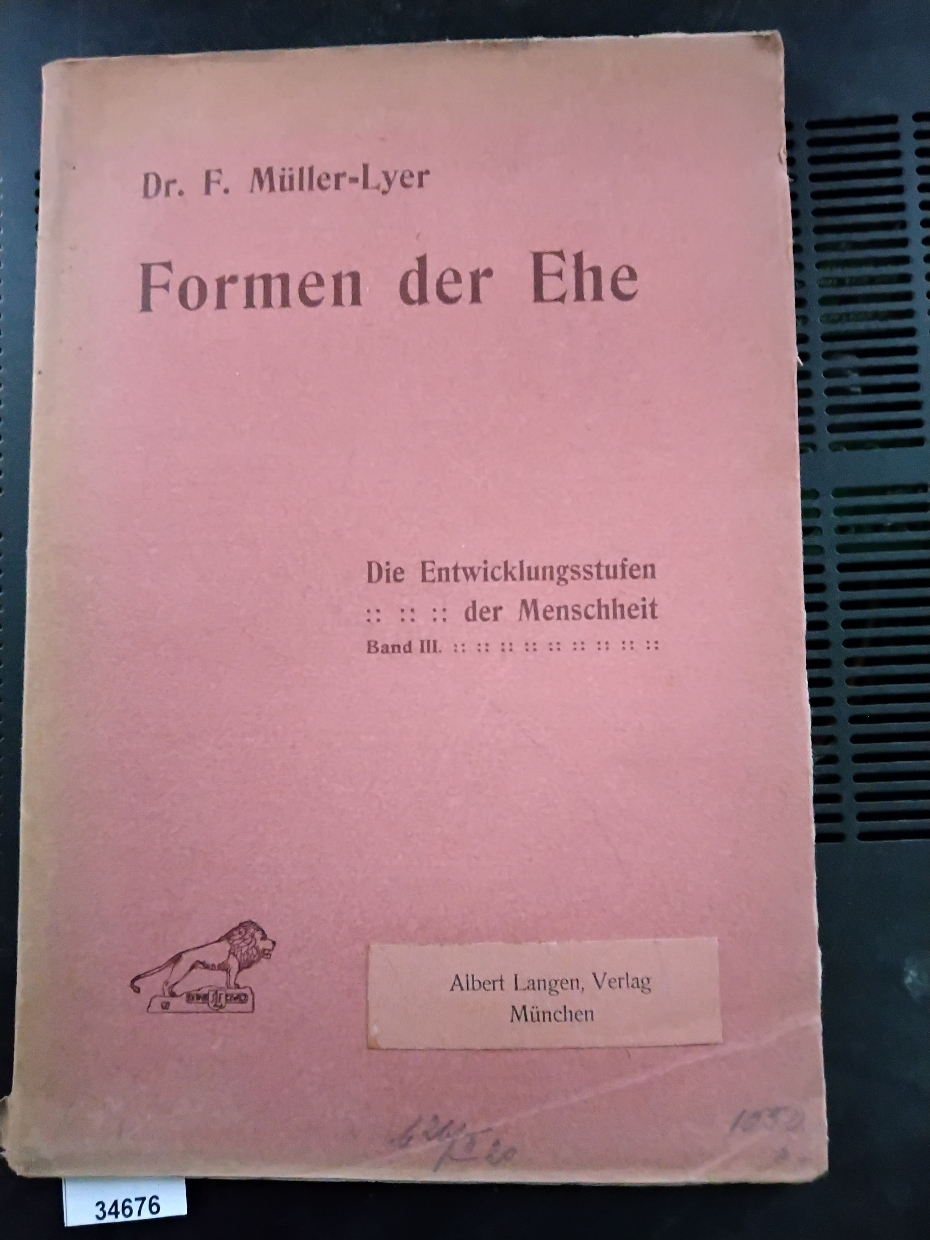 Dr. F. Müller-Lyer
Formen der Ehe
Die Entwicklungsstufen
:: :: :: der Menschheit
Band III. :: :: :: :: :: :: :: :: ::
Albert Langen, Verlag
München
34676